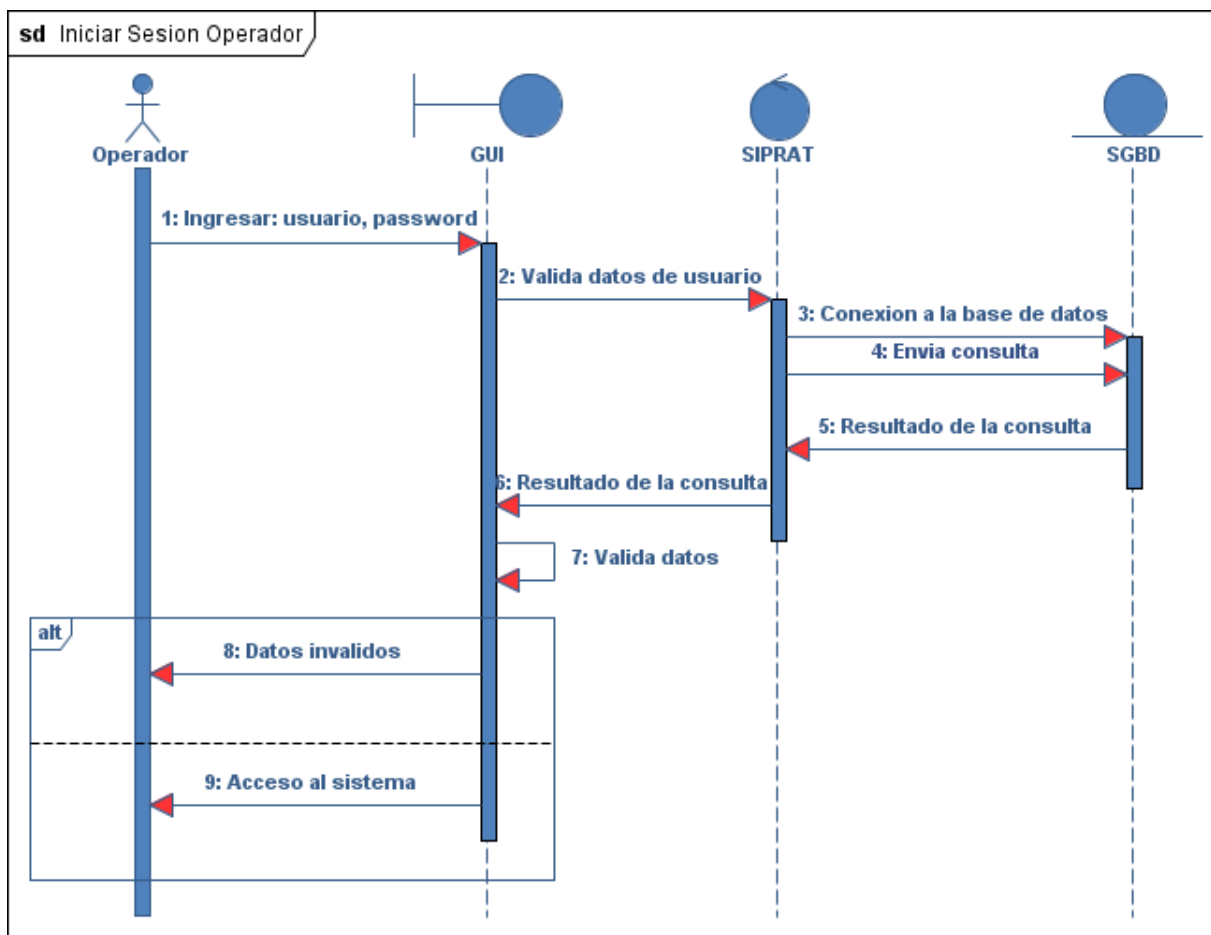 sd Iniciar Sesion Operador
Operador
GUI
SIPRAT
SGBD
1: Ingresar: usuario, password
2: Valida datos de usuario
3: Conexion a la base de datos
4: Envia consulta
5: Resultado de la consulta
6: Resultado de la consulta
7: Valida datos
alt
8: Datos invalidos
9: Acceso al sistema